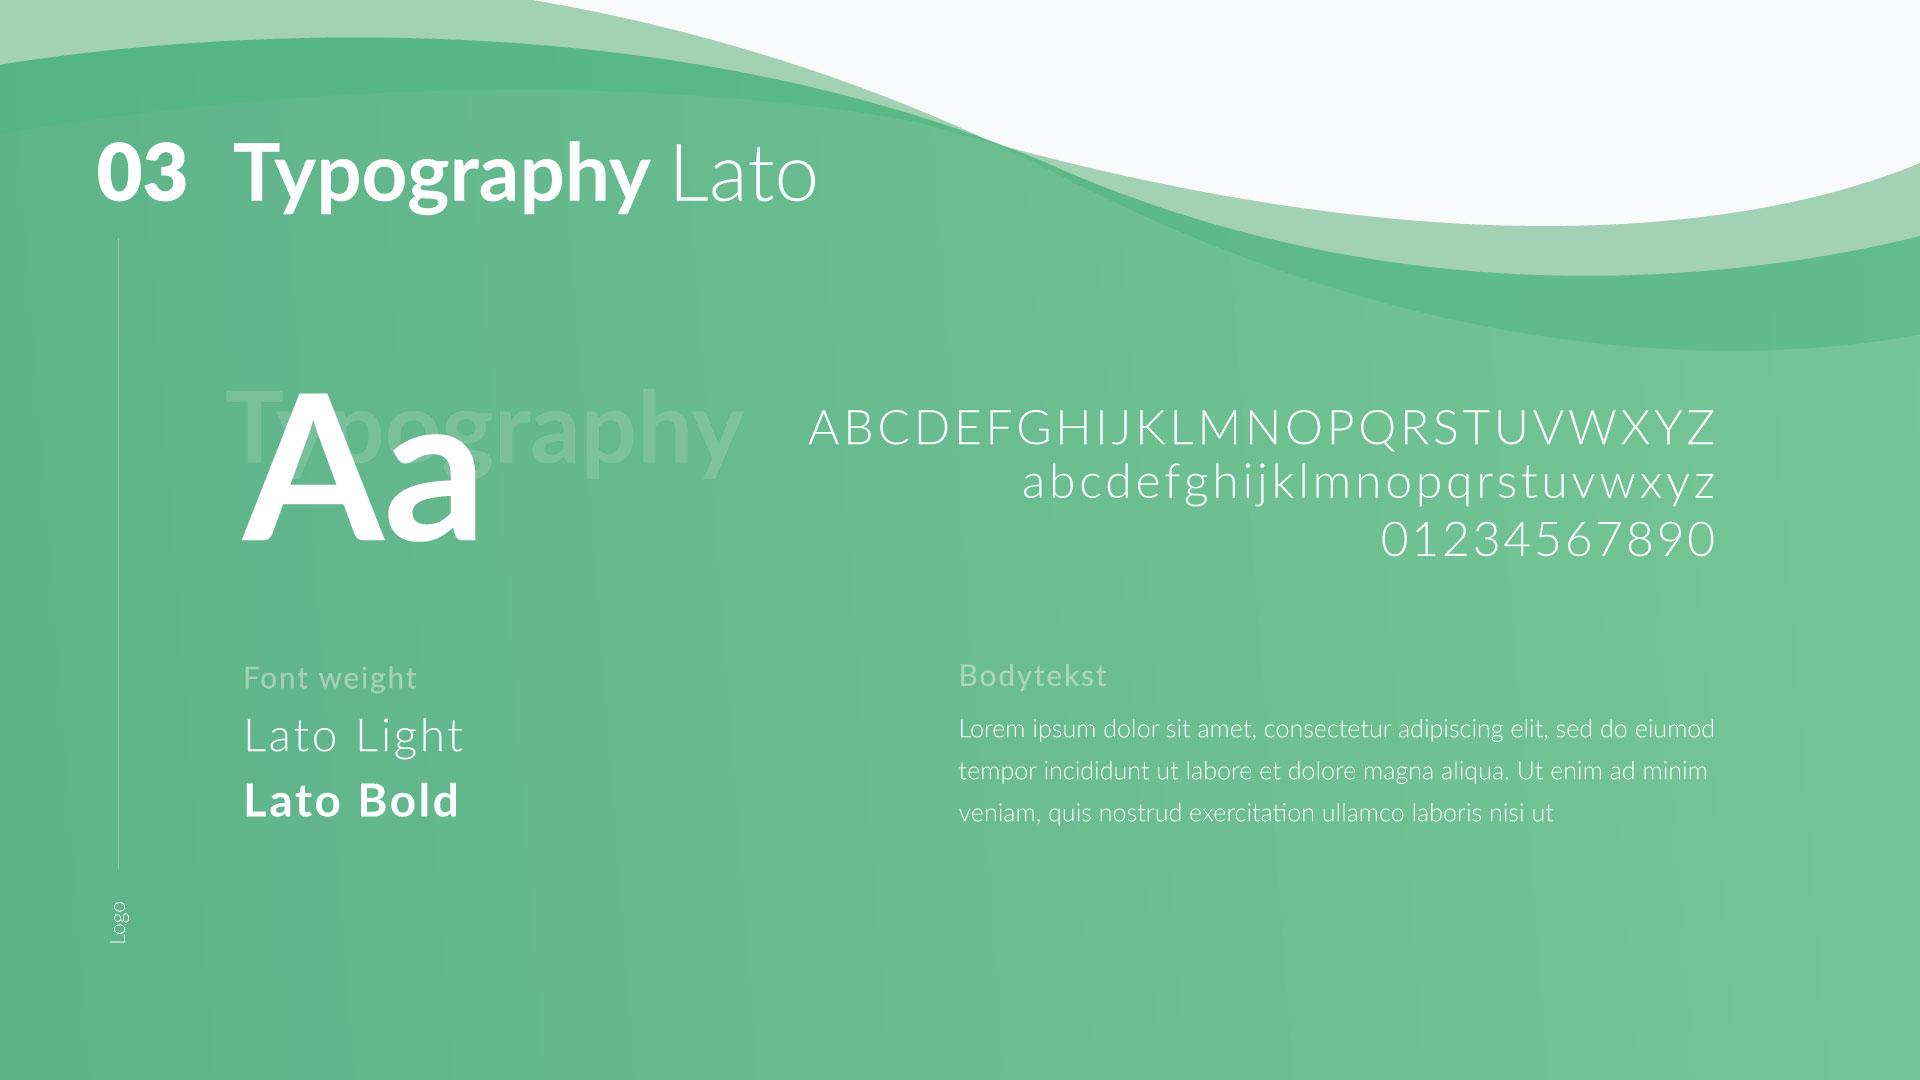 03 Typography Lato
Typography
Aa
ABCDEFGHIJKLMNOPQRSTUVWXYZ
abcdefghijklmnopqrstuvwxyz
01234567890
Font weight
Lato Light
Lato Bold
Bodytekst
Lorem ipsum dolor sit amet, consectetur adipiscing elit, sed do eiumod
tempor incididunt ut labore et dolore magna aliqua. Ut enim ad minim
veniam, quis nostrud exercitation ullamco laboris nisi ut
Logo